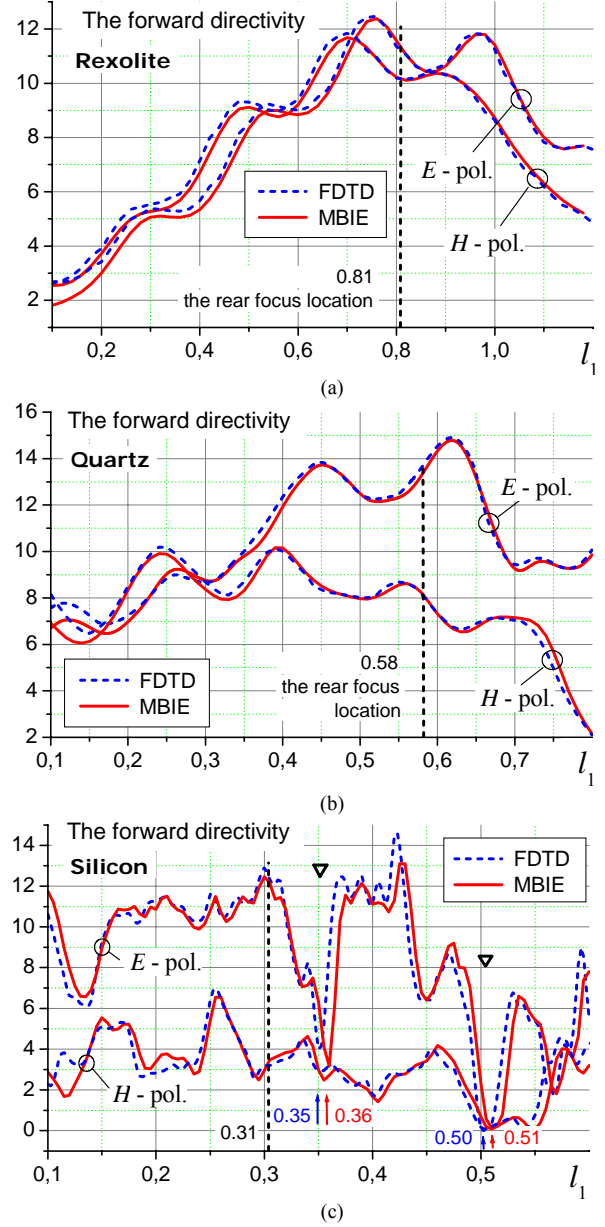 The forward directivity
Rexolite
12
10
8
6
4
2
FDTD
MBIE
E - pol.
H - pol.
0.81
the rear focus location
0,2
0,4
0,6
0,8
1,0
l1
(a)
16
The forward directivity
14
Quartz
12
10
8
6
4
2
E - pol.
FDTD
MBIE
0.58
the rear focus
location
H - pol.
0,1
0,2
0,3
0,4
0,5
0,6
0,7
l1
(b)
The forward directivity
14
Silicon
12
10
8
6
4
2
0
FDTD
MBIE
E - pol.
H - pol.
0.31
0.35
0.36
0.50
0.51
0,1
0,2
0,3
0,4
0,5
l1
(c)